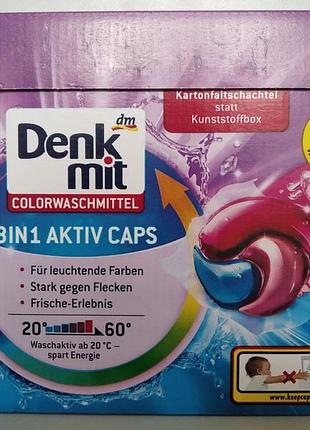 Kartonfaltschachtel
statt
Kunststoffbox
dm
Denk
mit
COLORWASCHMITTEL
3IN1 AKTIV CAPS
• Für leuchtende Farben
• Stark gegen Flecken
• Frische-Erlebnis
20° 60°
Waschaktiv ab 20 °C –
spart Energie